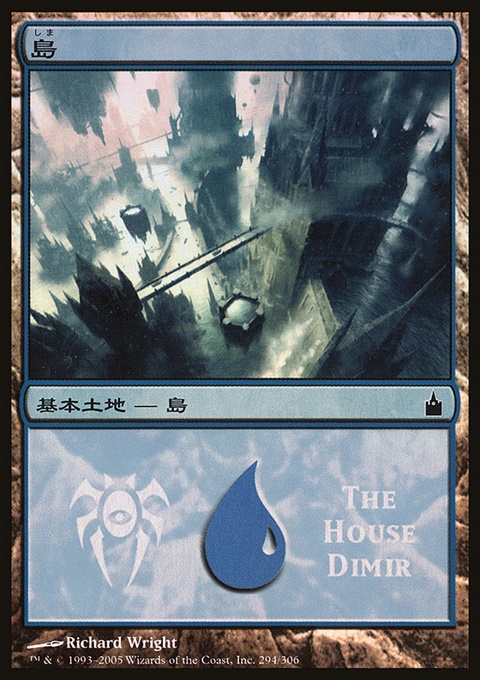 しま
島
基本土地 — 島
THE
HOUSE
DIMIR
Richard Wright
™ & © 1993–2005 Wizards of the Coast, Inc. 294/306